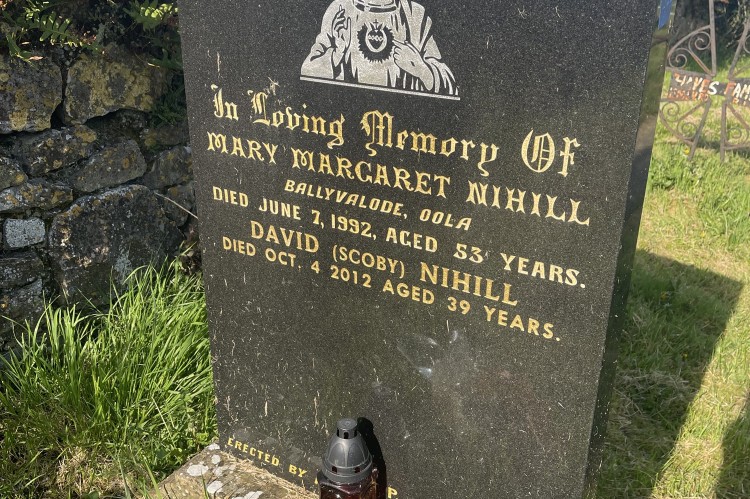 In Loving Memory Of
MARY MARGARET NIHILL
BALLYVALODE, OOLA
DIED JUNE 7, 1992, AGED 53 YEARS.
DAVID (SCOBY) NIHILL
DIED OCT. 4 2012 AGED 39 YEARS.
ERECTED BY